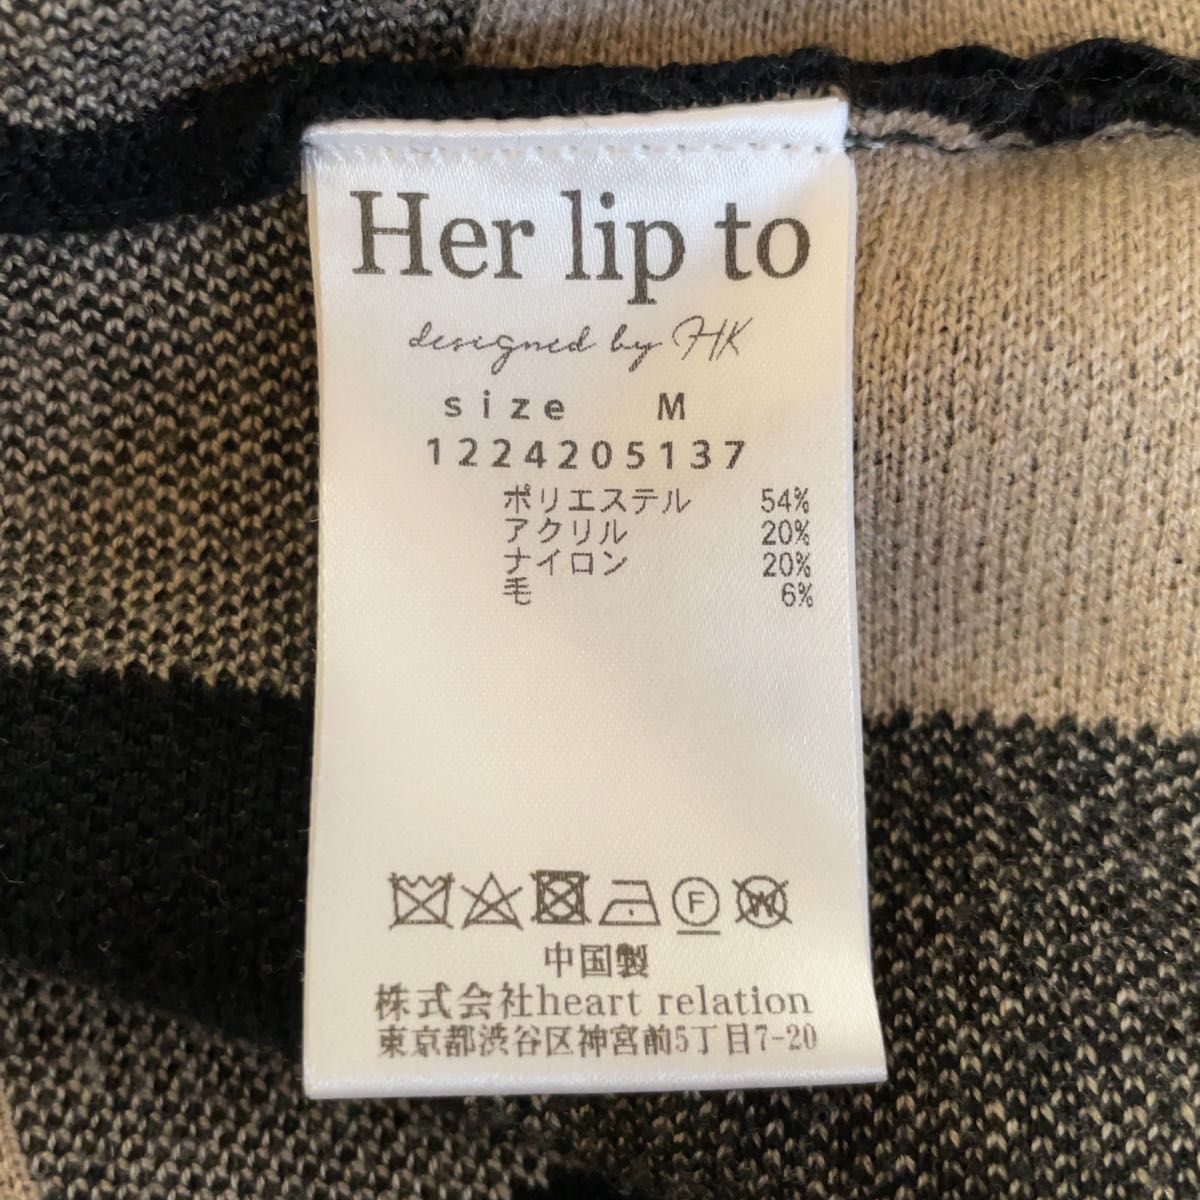 Her lip to
designed by HK
size M
1224205137
ポリエステル 54%
アクリル 20%
ナイロン 20%
毛 6%
F W
中国製
株式会社heart relation
東京都渋谷区神宮前5丁目7-20